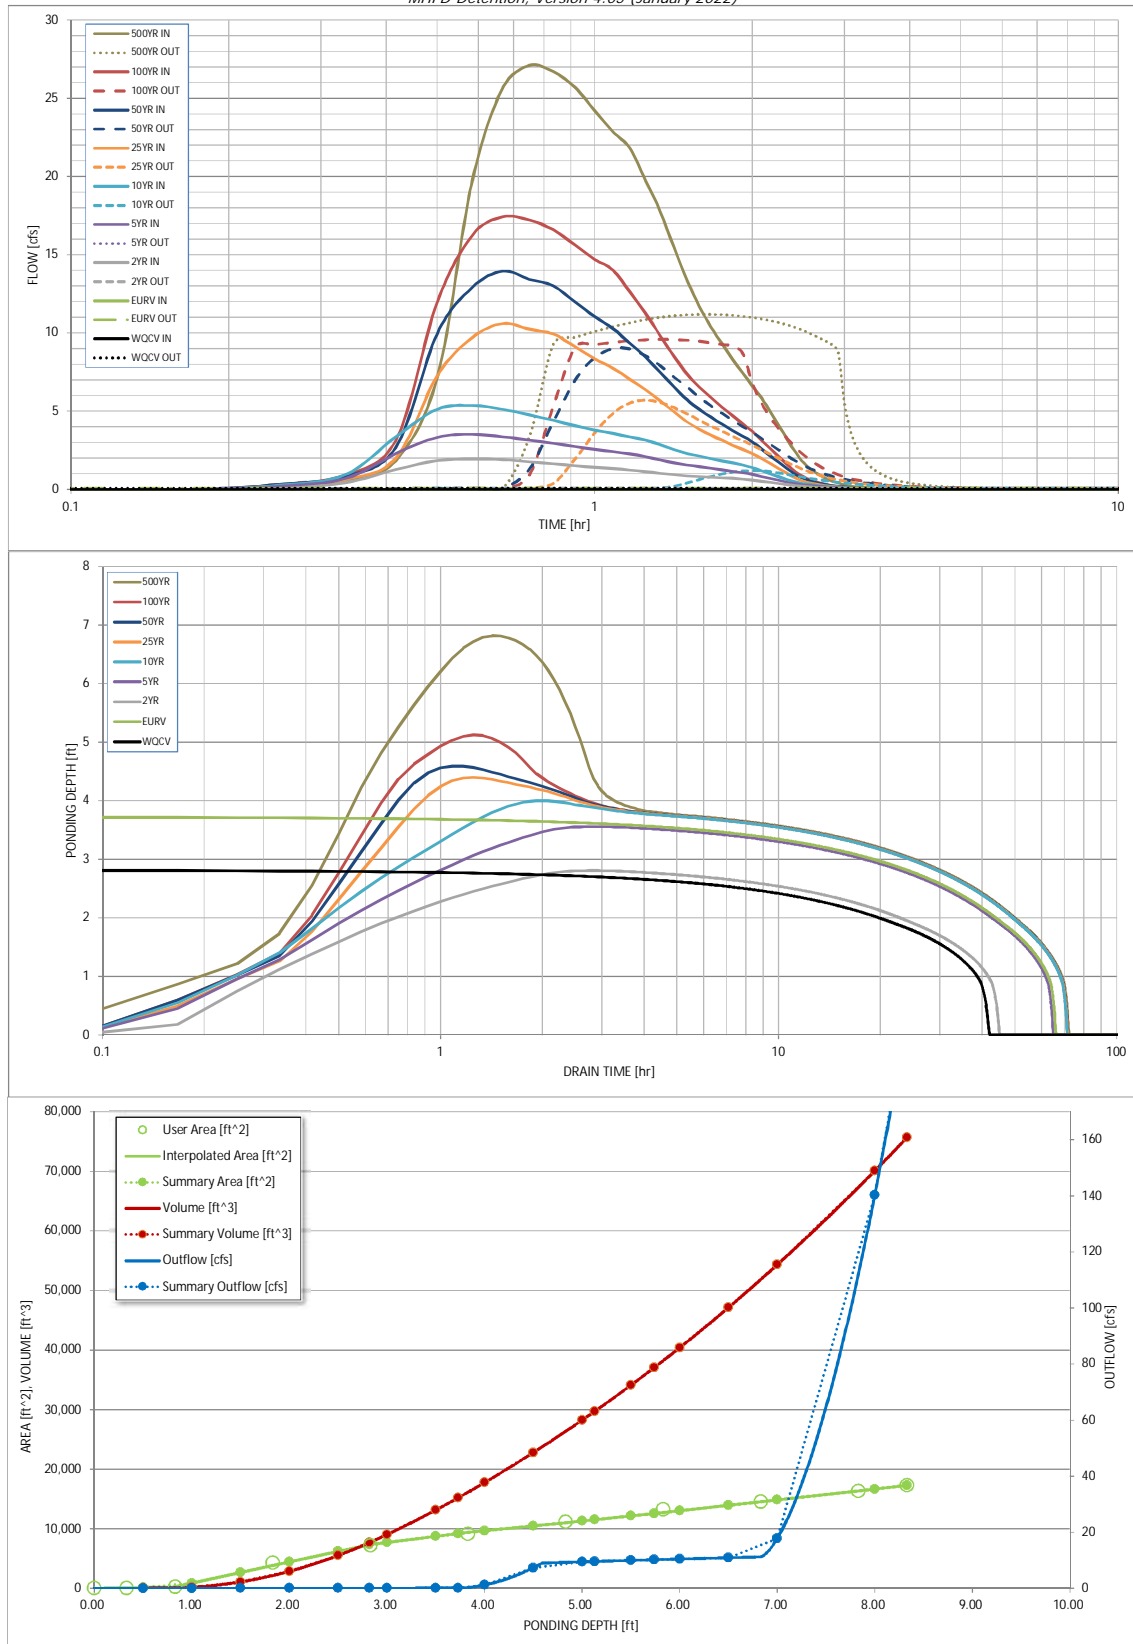 MHFD-Detention, Version 4.05 (January 2022)
30
25
20
15
10
5
0
FLOW [cfs]
500YR IN
500YR OUT
100YR IN
100YR OUT
50YR IN
50YR OUT
25YR IN
25YR OUT
10YR IN
10YR OUT
5YR IN
5YR OUT
2YR IN
2YR OUT
EURV IN
EURV OUT
WQCV IN
WQCV OUT
0.1
1
10
TIME [hr]
8
7
6
5
4
3
2
1
0
PONDING DEPTH [ft]
500YR
100YR
50YR
25YR
10YR
5YR
2YR
EURV
WQCV
0.1
1
10
100
DRAIN TIME [hr]
80,000
70,000
60,000
50,000
40,000
30,000
20,000
10,000
0
AREA [ft^2], VOLUME [ft^3]
User Area [ft^2]
Interpolated Area [ft^2]
Summary Area [ft^2]
Volume [ft^3]
Summary Volume [ft^3]
Outflow [cfs]
Summary Outflow [cfs]
160
140
120
100
80
60
40
20
0
OUTFLOW [cfs]
0.00
1.00
2.00
3.00
4.00
5.00
6.00
7.00
8.00
9.00
10.00
PONDING DEPTH [ft]